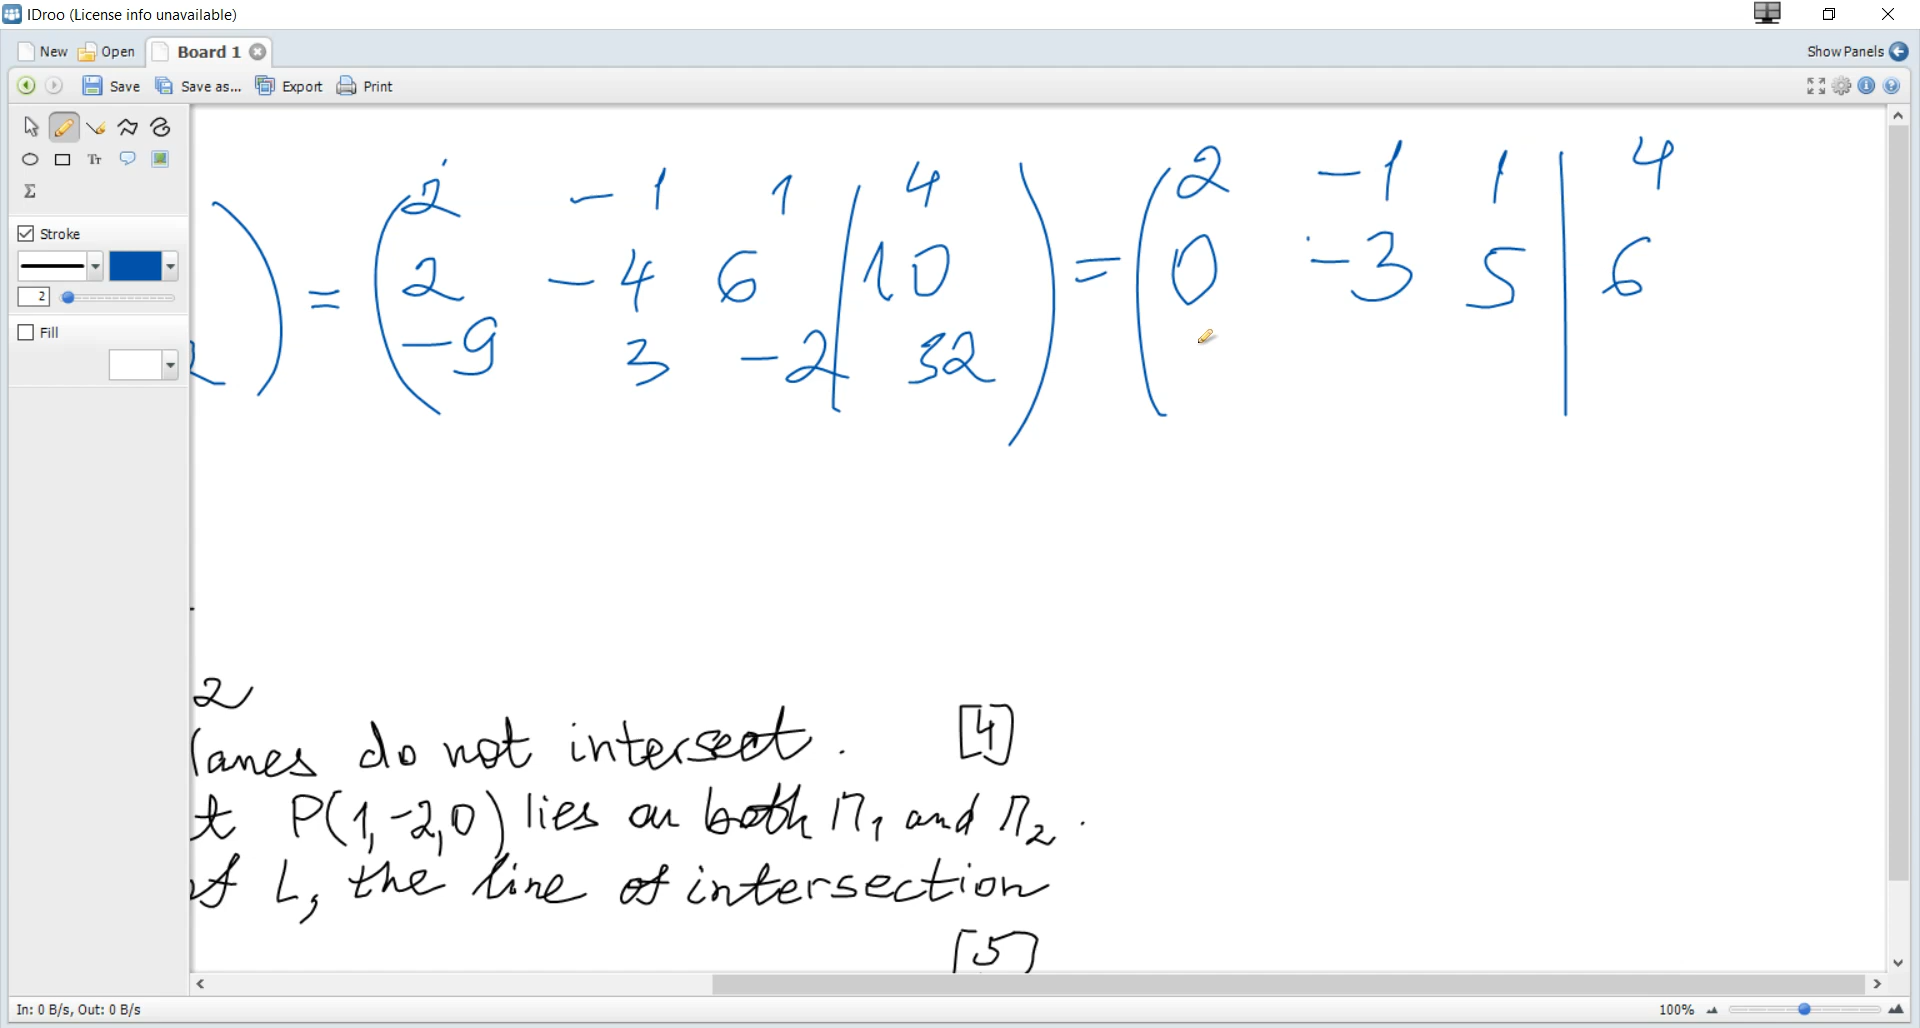 IDroo (License info unavailable)
New Open Board 1 Show Panels
Save Save as... Export Print
Tt
Σ
Stroke
2
Fill
2 - 1 1 | 4
2 - 4 6 | 10
- 9 3 - 2 | 32
=
=
2 - 1 1 | 4
0 - 3 5 | 6
2
2
lanes do not intersect. [4]
t P(1, -2, 0) lies on both Π1 and Π2.
of L, the line of intersection
[5]
In: 0 B/s, Out: 0 B/s 100%